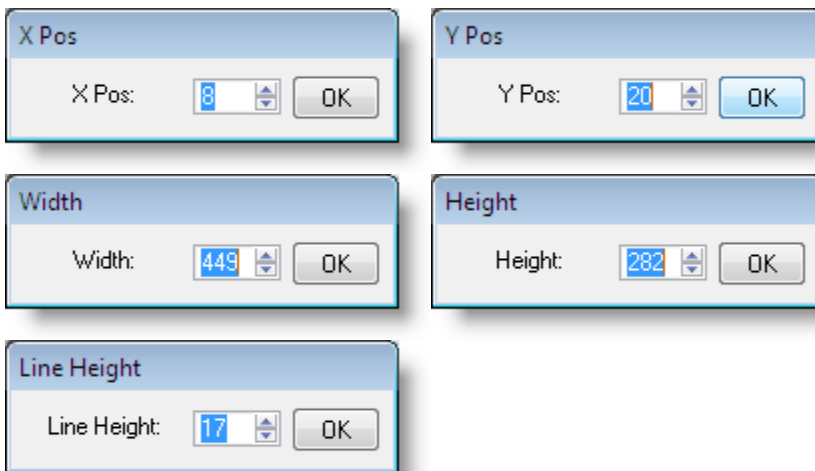 X Pos
X Pos: 8 OK
Y Pos
Y Pos: 20 OK
Width
Width: 449 OK
Height
Height: 282 OK
Line Height
Line Height: 17 OK